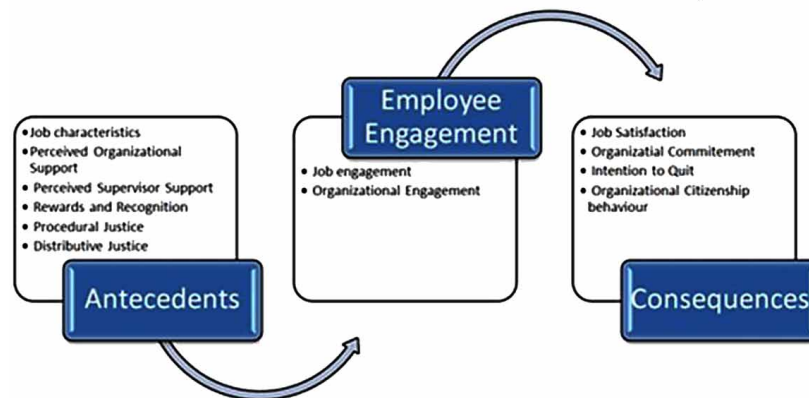 • Job characteristics
• Perceived Organizational
Support
• Perceived Supervisor Support
• Rewards and Recognition
• Procedural Justice
• Distributive Justice
Antecedents
Employee
Engagement
• Job engagement
• Organizational Engagement
• Job Satisfaction
• Organizatial Commitement
• Intention to Quit
• Organizational Citizenship
behaviour
Consequences